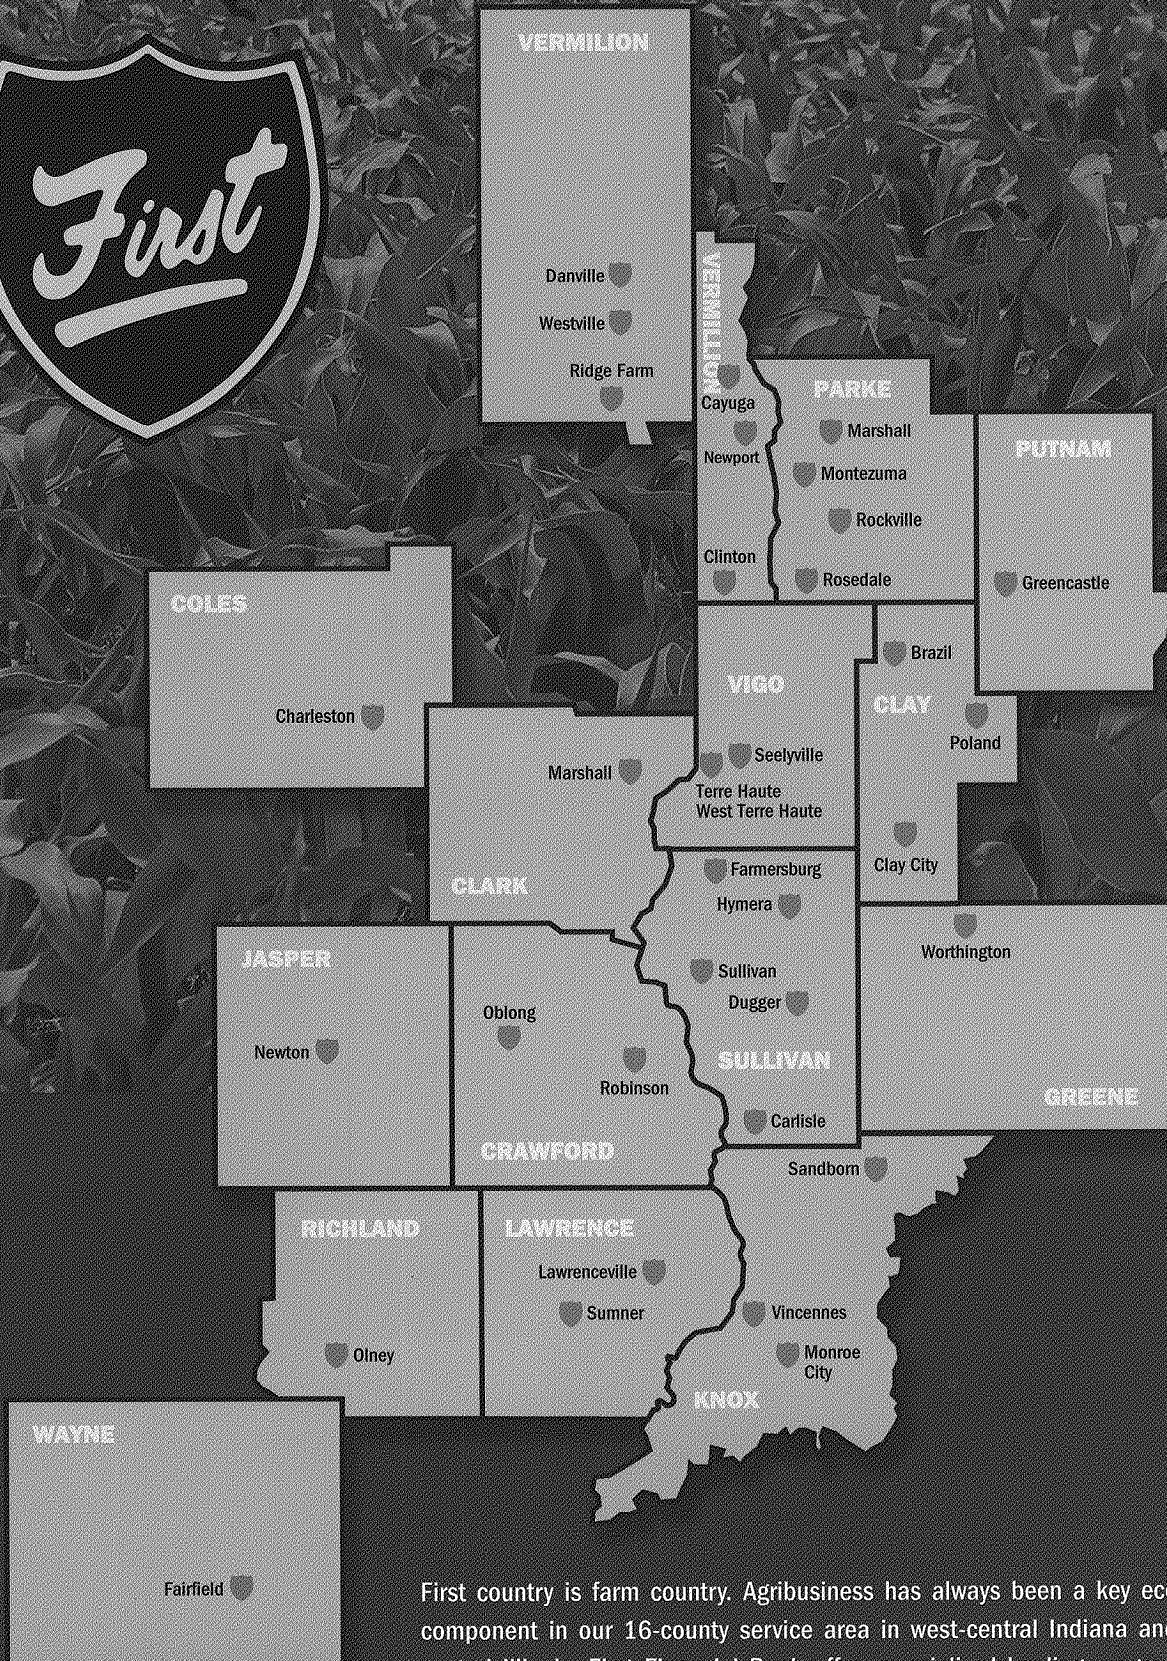 First
VERMILION
Danville
Westville
Ridge Farm
VERMILLION
Cayuga
Newport
Clinton
PARKE
Marshall
Montezuma
Rockville
Rosedale
PUTNAM
Greencastle
COLES
Charleston
VIGO
Seelyville
Terre Haute
West Terre Haute
Brazil
CLAY
Poland
Clay City
Marshall
CLARK
Farmersburg
Hymera
Sullivan
Dugger
SULLIVAN
Carlisle
Worthington
GREENE
JASPER
Newton
Oblong
Robinson
CRAWFORD
Sandborn
RICHLAND
Olney
LAWRENCE
Lawrenceville
Sumner
Vincennes
Monroe
City
KNOX
WAYNE
Fairfield
First country is farm country. Agribusiness has always been a key
component in our 16-county service area in west-central Indiana